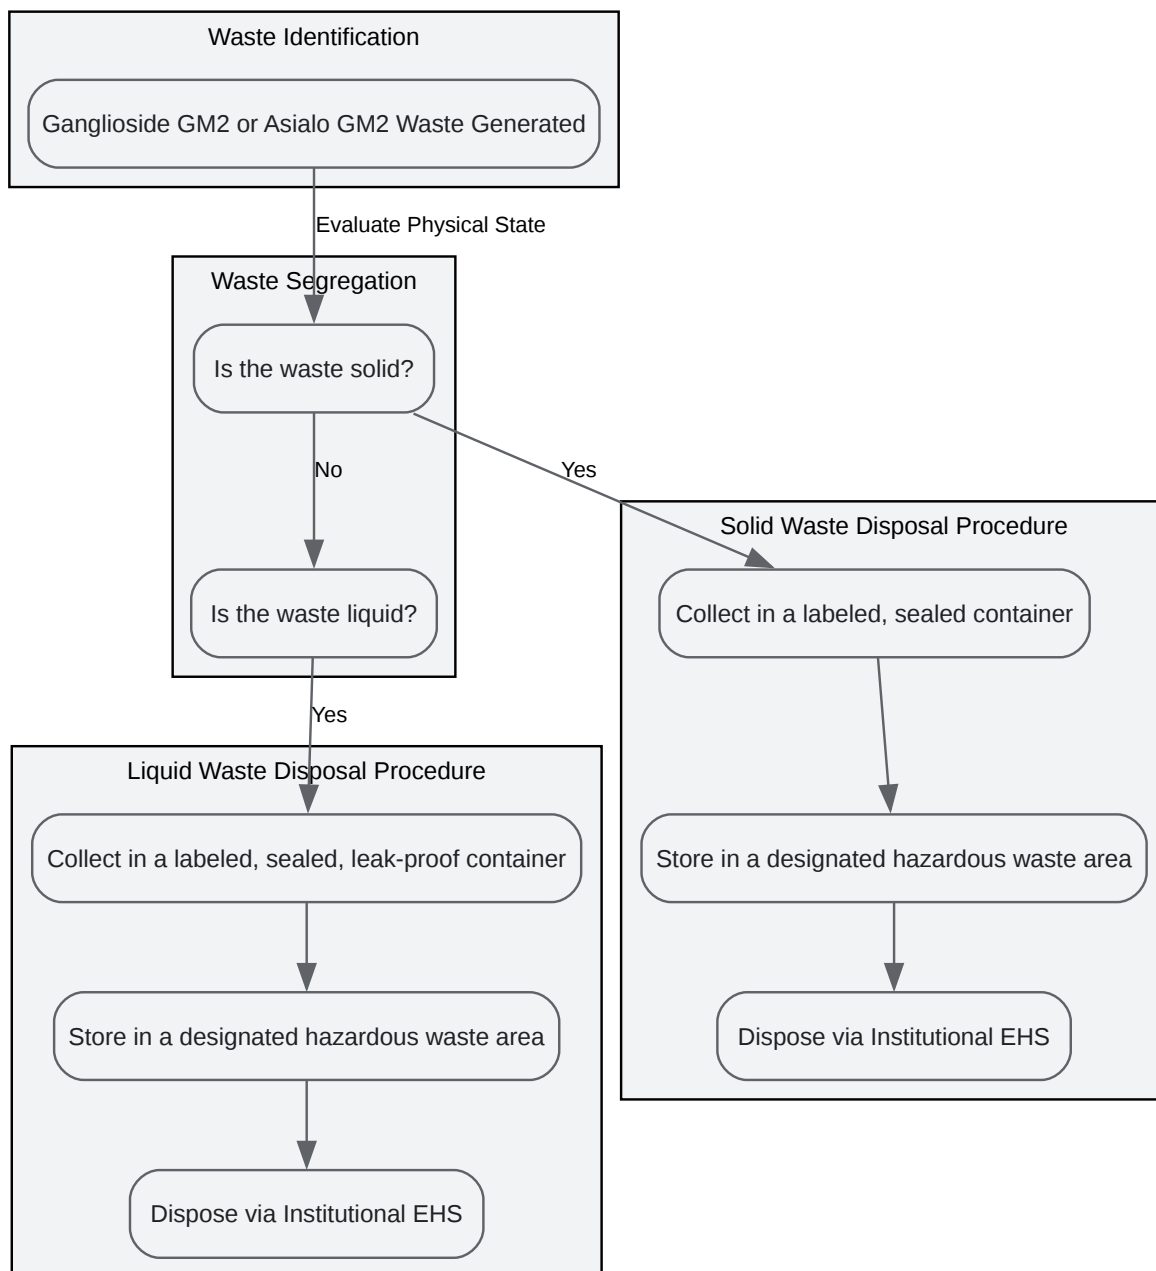 Waste Identification
Ganglioside GM2 or Asialo GM2 Waste Generated
Evaluate Physical State
Waste Segregation
Is the waste solid?
No
Yes
Is the waste liquid?
Yes
Solid Waste Disposal Procedure
Collect in a labeled, sealed container
Store in a designated hazardous waste area
Dispose via Institutional EHS
Liquid Waste Disposal Procedure
Collect in a labeled, sealed, leak-proof container
Store in a designated hazardous waste area
Dispose via Institutional EHS